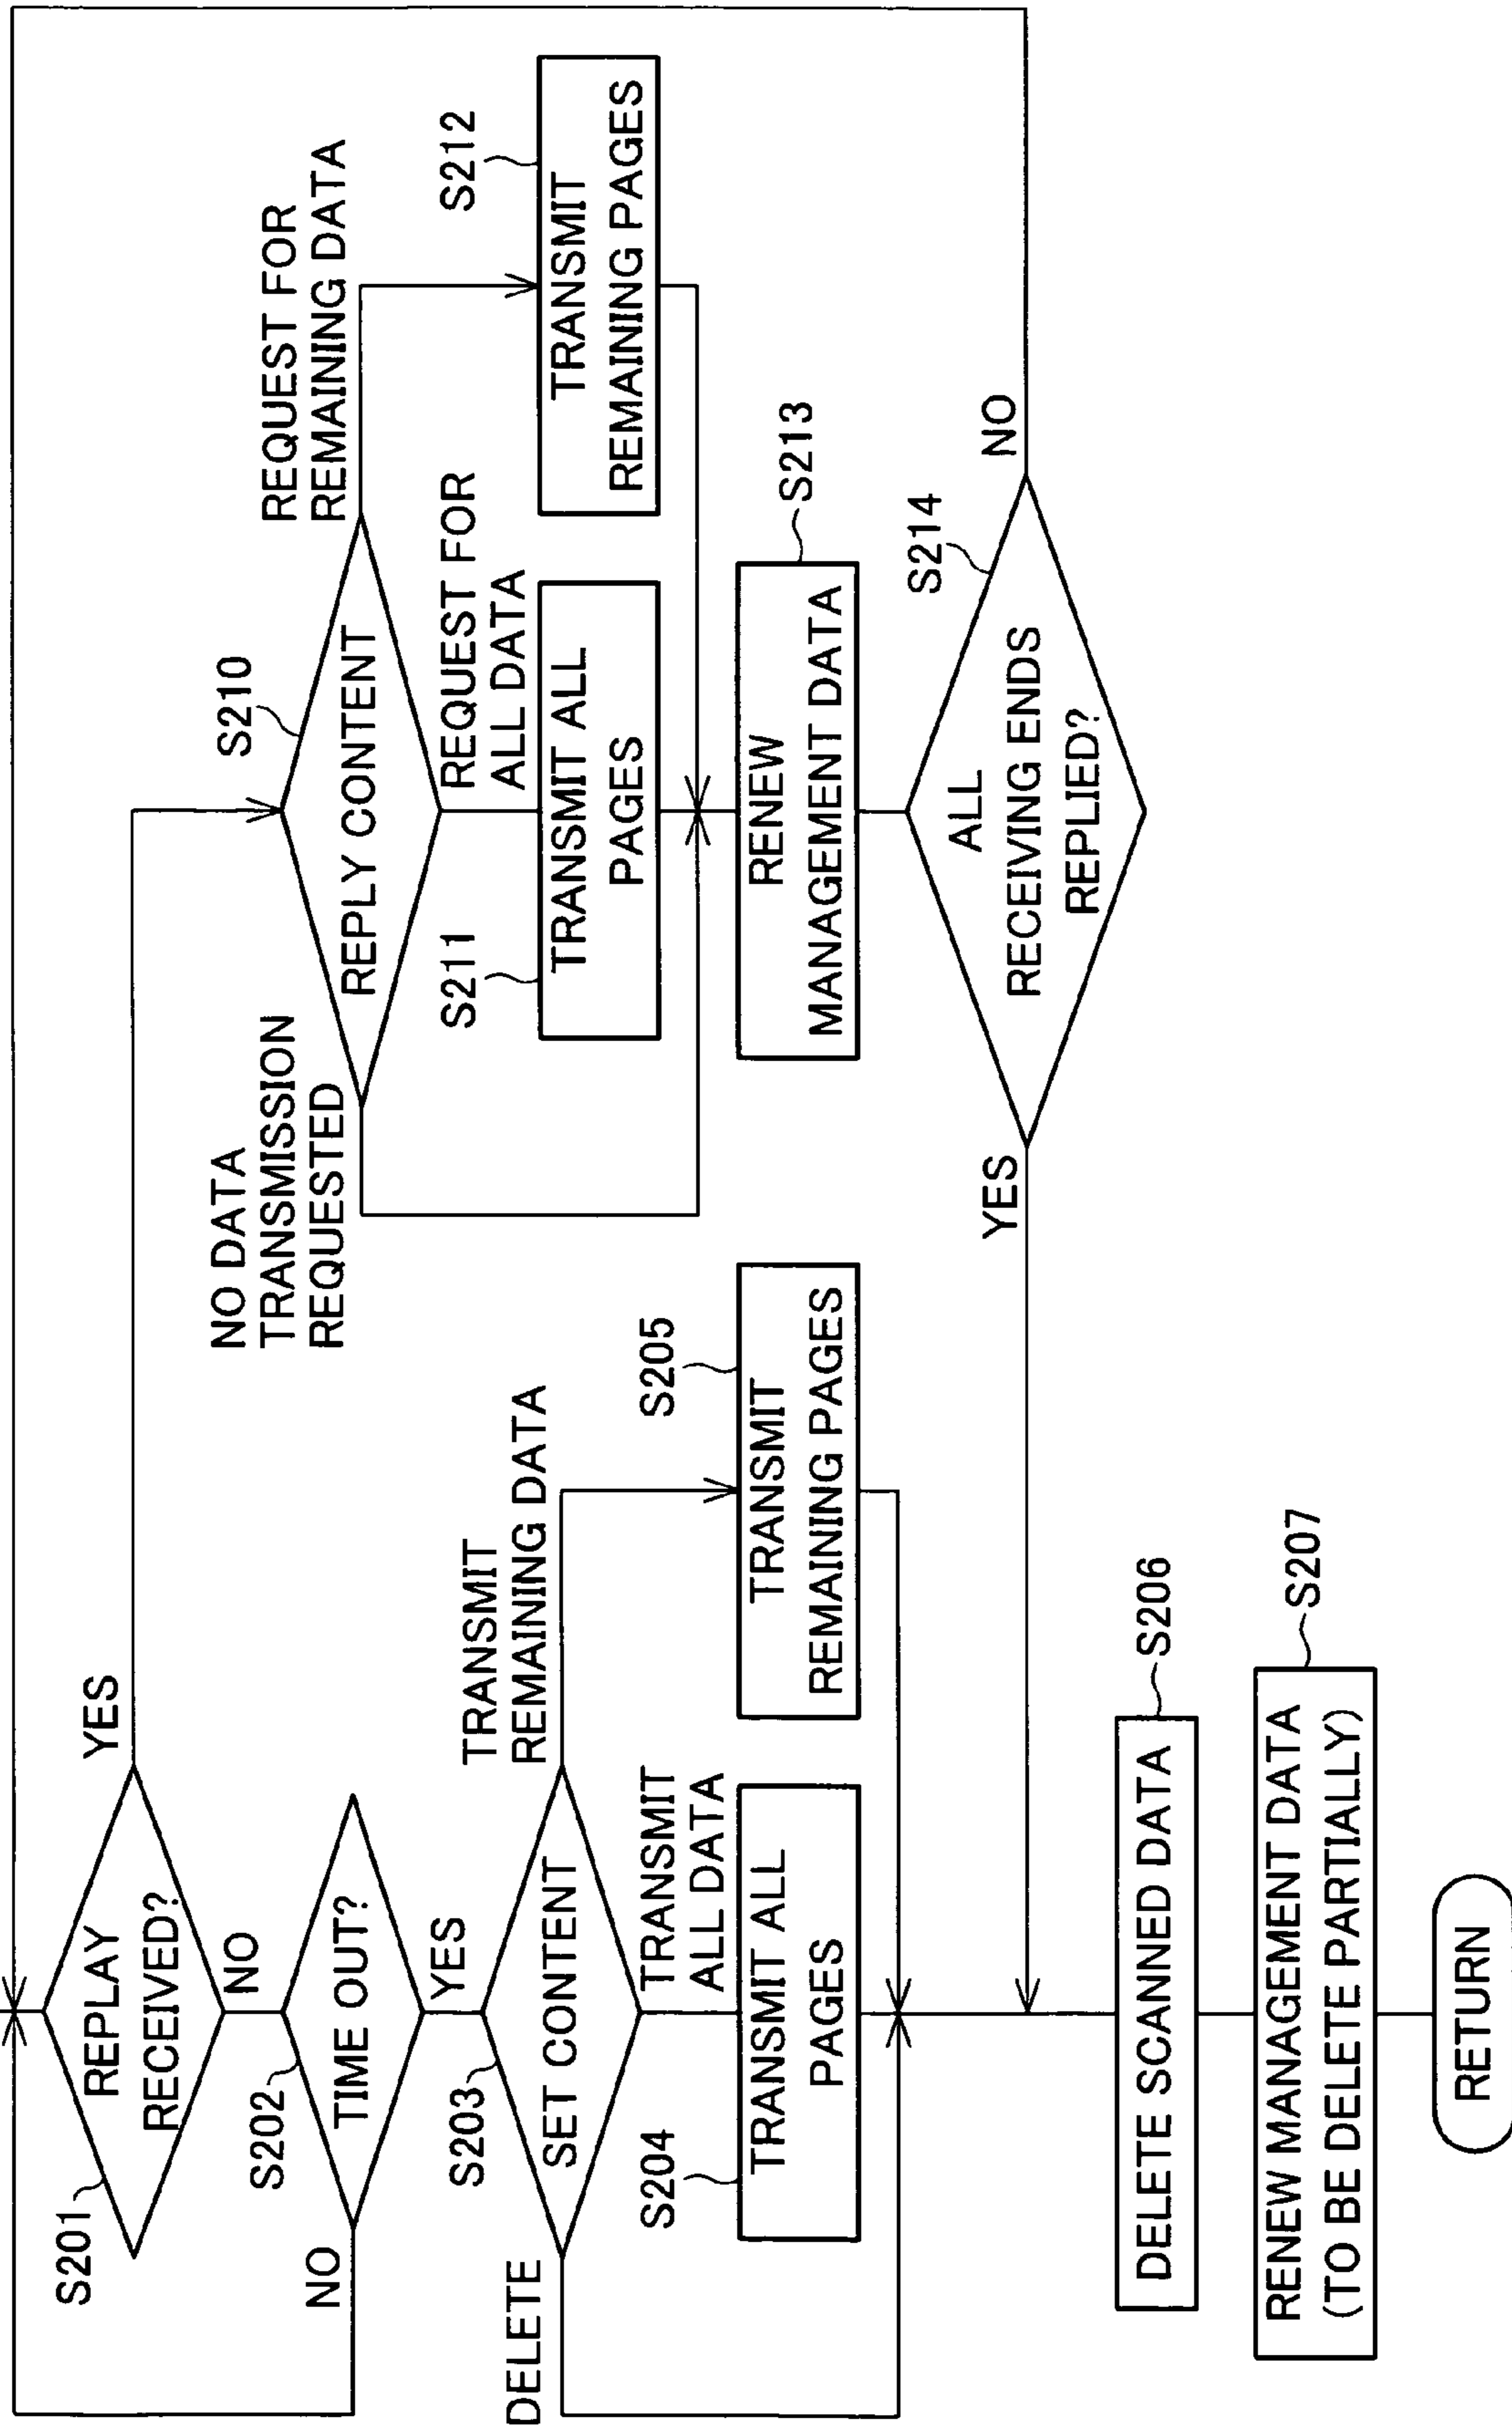 S201
REPLAY
RECEIVED?
YES
NO
S202
TIME OUT?
NO
YES
S203
SET CONTENT
DELETE
TRANSMIT
REMAINING DATA
TRANSMIT
ALL DATA
S204
TRANSMIT ALL
PAGES
S205
TRANSMIT
REMAINING PAGES
S206
DELETE SCANNED DATA
S207
RENEW MANAGEMENT DATA
(TO BE DELETE PARTIALLY)
RETURN
S210
REPLY CONTENT
NO DATA
TRANSMISSION
REQUESTED
REQUEST FOR
REMAINING DATA
REQUEST FOR
ALL DATA
S211
TRANSMIT ALL
PAGES
S212
TRANSMIT
REMAINING PAGES
S213
RENEW
MANAGEMENT DATA
S214
ALL
RECEIVING ENDS
REPLIED?
YES
NO